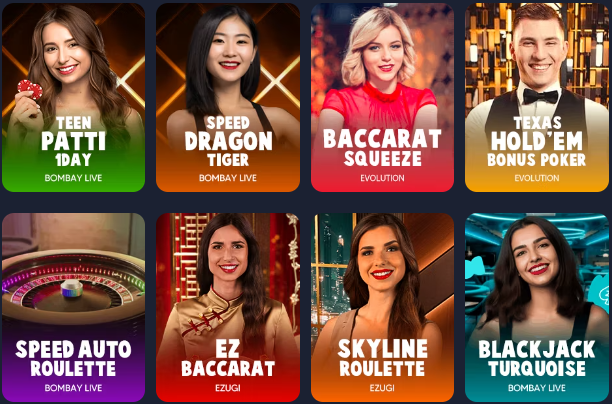 TEEN
PATTI
1DAY
BOMBAY LIVE
SPEED
DRAGON
TIGER
BOMBAY LIVE
BACCARAT
SQUEEZE
EVOLUTION
TEXAS
HOLD'EM
BONUS POKER
EVOLUTION
SPEED AUTO
ROULETTE
BOMBAY LIVE
EZ
BACCARAT
EZUGI
SKYLINE
ROULETTE
EZUGI
BLACKJACK
TURQUOISE
BOMBAY LIVE